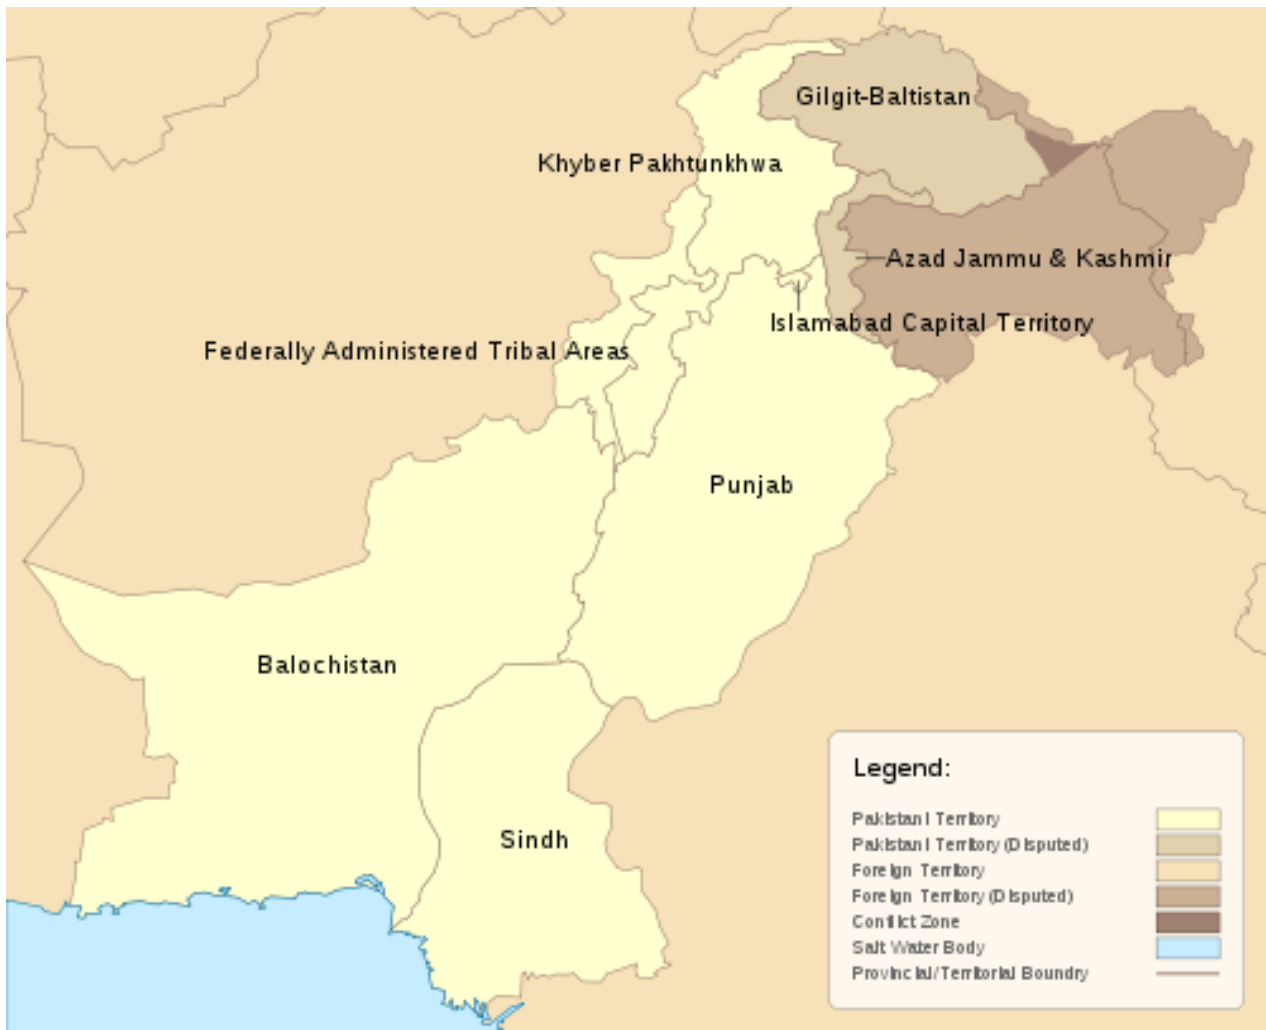 Gilgit-Baltistan
Khyber Pakhtunkhwa
Azad Jammu & Kashmir
Islamabad Capital Territory
Federally Administered Tribal Areas
Punjab
Balochistan
Sindh
Legend:
Pakistani Territory
Pakistani Territory (Disputed)
Foreign Territory
Foreign Territory (Disputed)
Conflict Zone
Salt Water Body
Provincial/Territorial Boundry